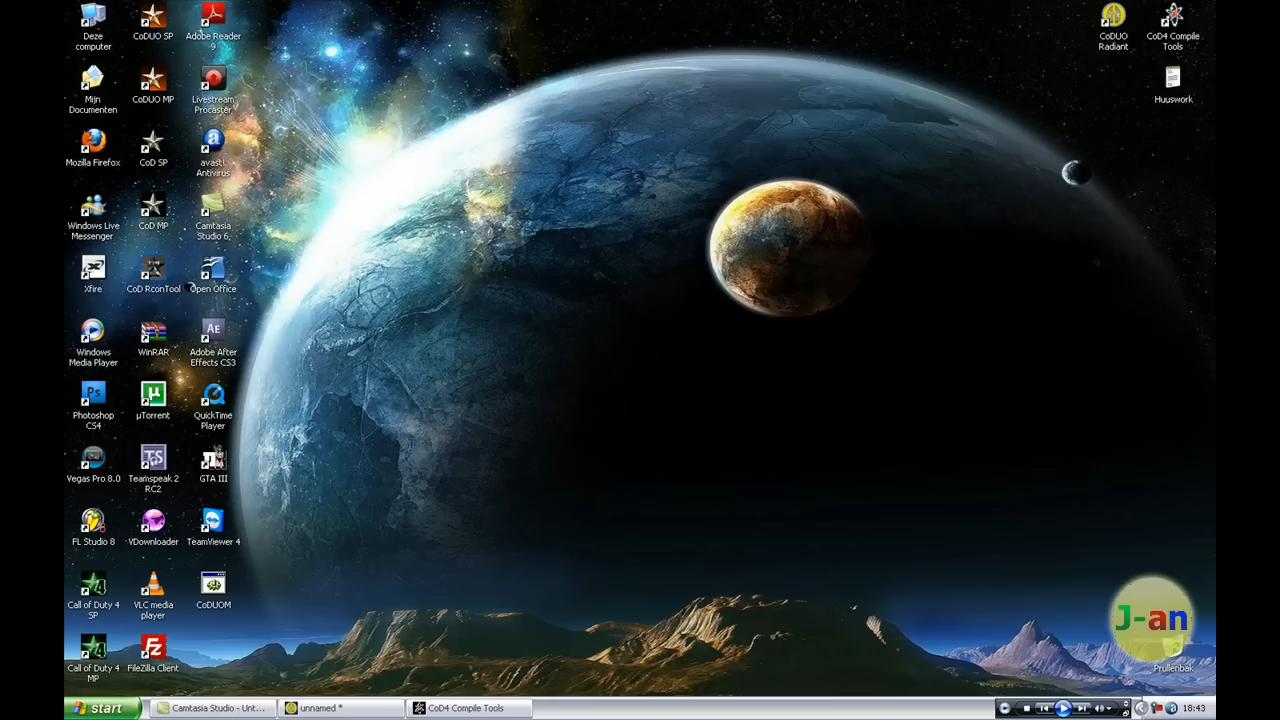 Deze
computer
CoDUO SP
Adobe Reader
9
CoDUO
Radiant
CoD4 Compile
Tools
Mijn
Documenten
CoDUO MP
Livestream
Procaster
Huuswork
Mozilla Firefox
CoD SP
avast!
Antivirus
Windows Live
Messenger
CoD MP
Camtasia
Studio 6
Xfire
CoD RconTool
Open Office
Windows
Media Player
WinRAR
Ae
Adobe After
Effects CS3
Ps
Photoshop
CS4
µTorrent
QuickTime
Player
Vegas Pro 8.0
TS
Teamspeak 2
RC2
GTA III
FL Studio 8
VDownloader
TeamViewer 4
Call of Duty 4
SP
VLC media
player
CoDUOM
J-an
Call of Duty 4
MP
FileZilla Client
Prullenbak
start
Camtasia Studio - Unt...
unnamed *
CoD4 Compile Tools
18:43